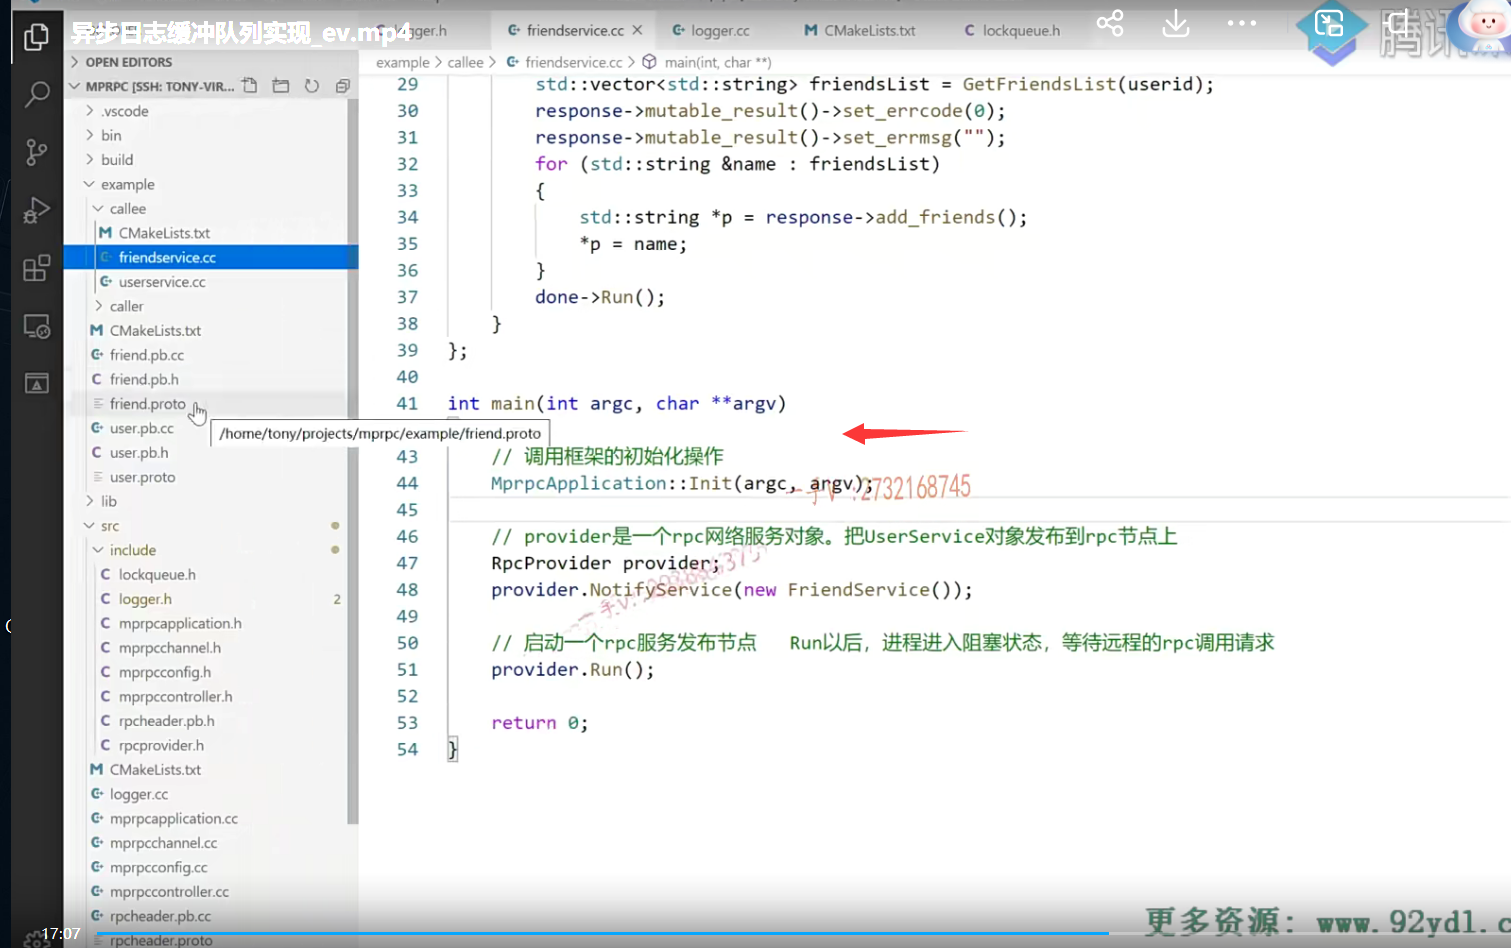 异步日志缓冲队列实现_ev.mp4
gger.h
friendservice.cc
logger.cc
CMakeLists.txt
lockqueue.h
OPEN EDITORS
MPRPC [SSH: TONY-VIR...
.vscode
bin
build
example
callee
CMakeLists.txt
friendservice.cc
userservice.cc
caller
CMakeLists.txt
friend.pb.cc
friend.pb.h
friend.proto
user.pb.cc
user.pb.h
user.proto
lib
src
include
lockqueue.h
logger.h 2
mprpcapplication.h
mprpcchannel.h
mprpcconfig.h
mprpccontroller.h
rpcheader.pb.h
rpcprovider.h
CMakeLists.txt
logger.cc
mprpcapplication.cc
mprpcchannel.cc
mprpcconfig.cc
mprpccontroller.cc
rpcheader.pb.cc
rpcheader.proto
/home/tony/projects/mprpc/example/friend.proto
example > callee > friendservice.cc > main(int, char **)
29 std::vector<std::string> friendsList = GetFriendsList(userid);
30 response->mutable_result()->set_errcode(0);
31 response->mutable_result()->set_errmsg("");
32 for (std::string &name : friendsList)
33 {
34 std::string *p = response->add_friends();
35 *p = name;
36 }
37 done->Run();
38 }
39 };
40
41 int main(int argc, char **argv)
43 // 调用框架的初始化操作
44 MprpcApplication::Init(argc, argv);
45
46 // provider是一个rpc网络服务对象。把UserService对象发布到rpc节点上
47 RpcProvider provider;
48 provider.NotifyService(new FriendService());
49
50 // 启动一个rpc服务发布节点 Run以后，进程进入阻塞状态，等待远程的rpc调用请求
51 provider.Run();
52
53 return 0;
54 }
17:07
更多资源: www.92ydl.c